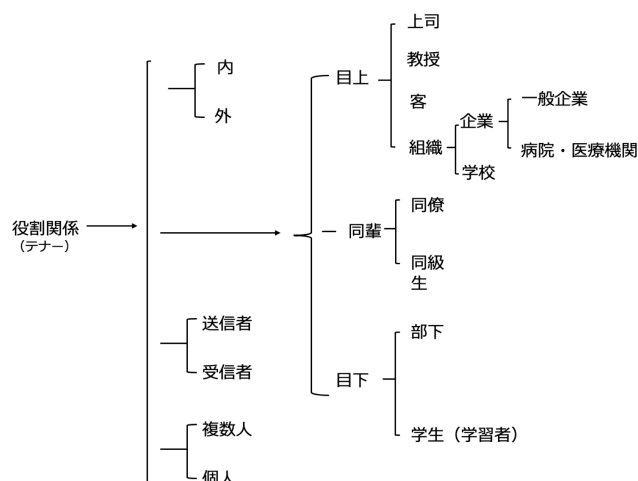 役割関係
（テナー）
内
外
送信者
受信者
複数人
個人
目上
上司
教授
客
組織
企業
一般企業
病院・医療機関
学校
同輩
同僚
同級
生
目下
部下
学生（学習者）